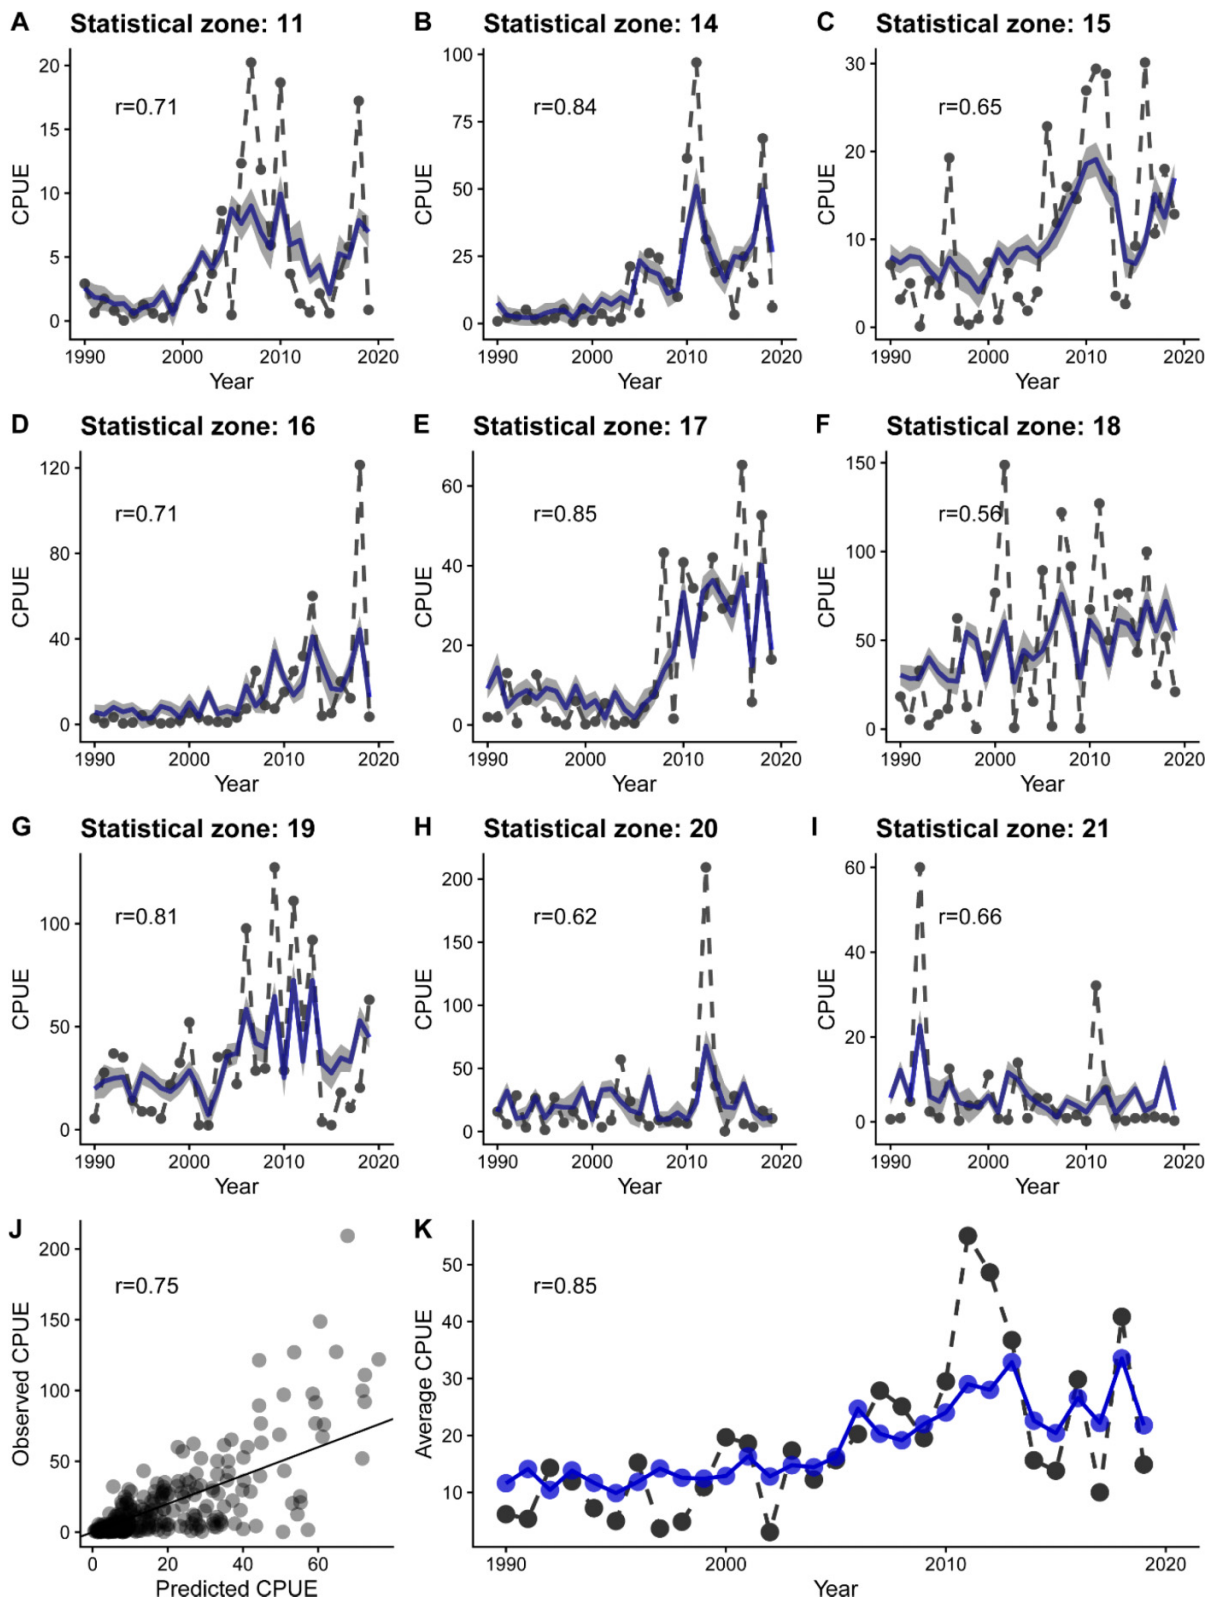 A Statistical zone: 11
20
15
10
5
0
CPUE
r=0.71
1990 2000 2010 2020
Year
B Statistical zone: 14
100
75
50
25
0
CPUE
r=0.84
1990 2000 2010 2020
Year
C Statistical zone: 15
30
20
10
0
CPUE
r=0.65
1990 2000 2010 2020
Year
D Statistical zone: 16
120
80
40
0
CPUE
r=0.71
1990 2000 2010 2020
Year
E Statistical zone: 17
60
40
20
0
CPUE
r=0.85
1990 2000 2010 2020
Year
F Statistical zone: 18
150
100
50
0
CPUE
r=0.56
1990 2000 2010 2020
Year
G Statistical zone: 19
100
50
0
CPUE
r=0.81
1990 2000 2010 2020
Year
H Statistical zone: 20
200
150
100
50
0
CPUE
r=0.62
1990 2000 2010 2020
Year
I Statistical zone: 21
60
40
20
0
CPUE
r=0.66
1990 2000 2010 2020
Year
J
200
150
100
50
0
Observed CPUE
r=0.75
0 20 40 60
Predicted CPUE
K
50
40
30
20
10
Average CPUE
r=0.85
1990 2000 2010 2020
Year